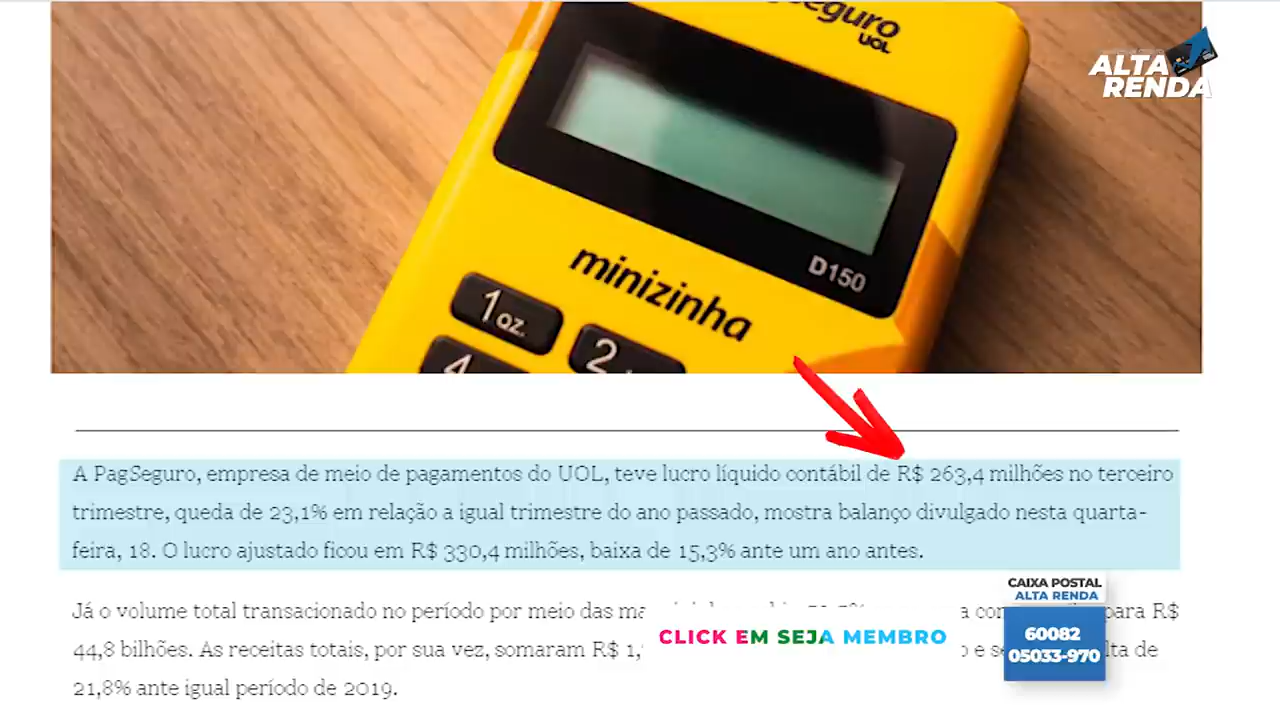 Seguro
UOL
ALTA
RENDA
D150
minizinha
1 oz.
2
4
A PagSeguro, empresa de meio de pagamentos do UOL, teve lucro líquido contábil de R$ 263,4 milhões no terceiro
trimestre, queda de 23,1% em relação a igual trimestre do ano passado, mostra balanço divulgado nesta quarta-
feira, 18. O lucro ajustado ficou em R$ 330,4 milhões, baixa de 15,3% ante um ano antes.
CAIXA POSTAL
ALTA RENDA
Já o volume total transacionado no período por meio das para R$
CLICK EM SEJA MEMBRO
60082
05033-970
44,8 bilhões. As receitas totais, por sua vez, somaram R$ de
21,8% ante igual período de 2019.